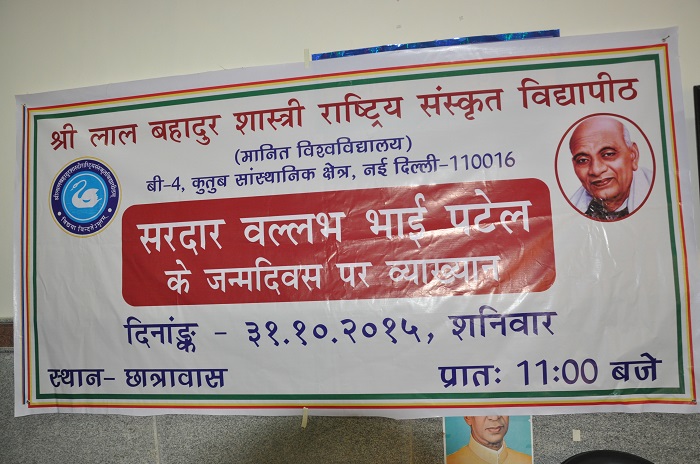 श्री लाल बहादुर शास्त्री राष्ट्रिय संस्कृत विद्यापीठ
(मानित विश्वविद्यालय)
बी-4, कुतुब सांस्थानिक क्षेत्र, नई दिल्ली-110016
सरदार वल्लभ भाई पटेल
के जन्मदिवस पर व्याख्यान
दिनांङ्क - ३१.१०.२०१५, शनिवार
स्थान- छात्रावास
प्रातः 11:00 बजे